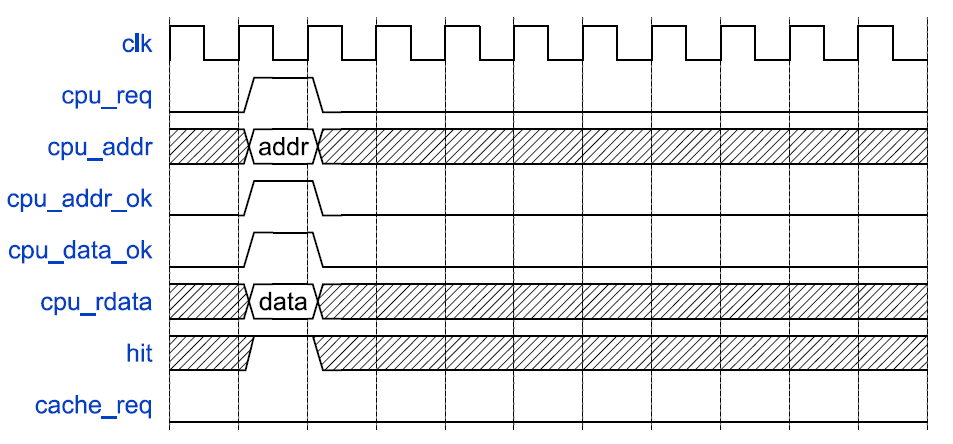 clk
cpu_req
cpu_addr addr
cpu_addr_ok
cpu_data_ok
cpu_rdata data
hit
cache_req